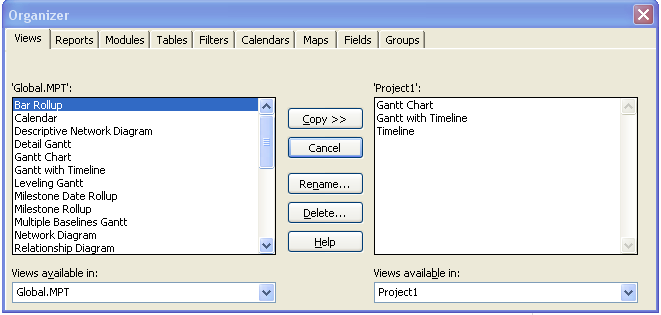 Organizer
Views Reports Modules Tables Filters Calendars Maps Fields Groups
'Global.MPT':
Bar Rollup
Calendar
Descriptive Network Diagram
Detail Gantt
Gantt Chart
Gantt with Timeline
Leveling Gantt
Milestone Date Rollup
Milestone Rollup
Multiple Baselines Gantt
Network Diagram
Relationship Diagram
Views available in:
Global.MPT
Copy >>
Cancel
Rename...
Delete...
Help
'Project1':
Gantt Chart
Gantt with Timeline
Timeline
Views available in:
Project1